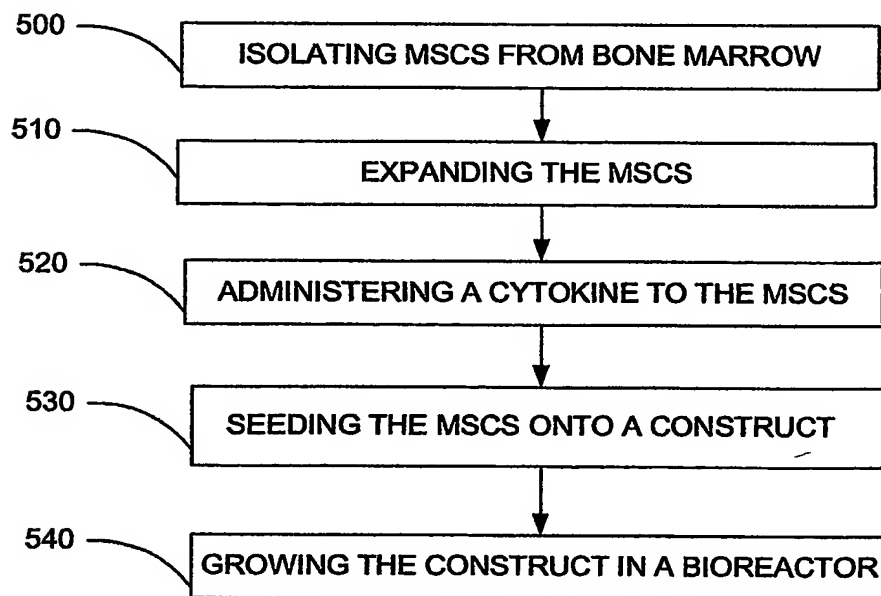 500
ISOLATING MSCS FROM BONE MARROW
510
EXPANDING THE MSCS
520
ADMINISTERING A CYTOKINE TO THE MSCS
530
SEEDING THE MSCS ONTO A CONSTRUCT
540
GROWING THE CONSTRUCT IN A BIOREACTOR